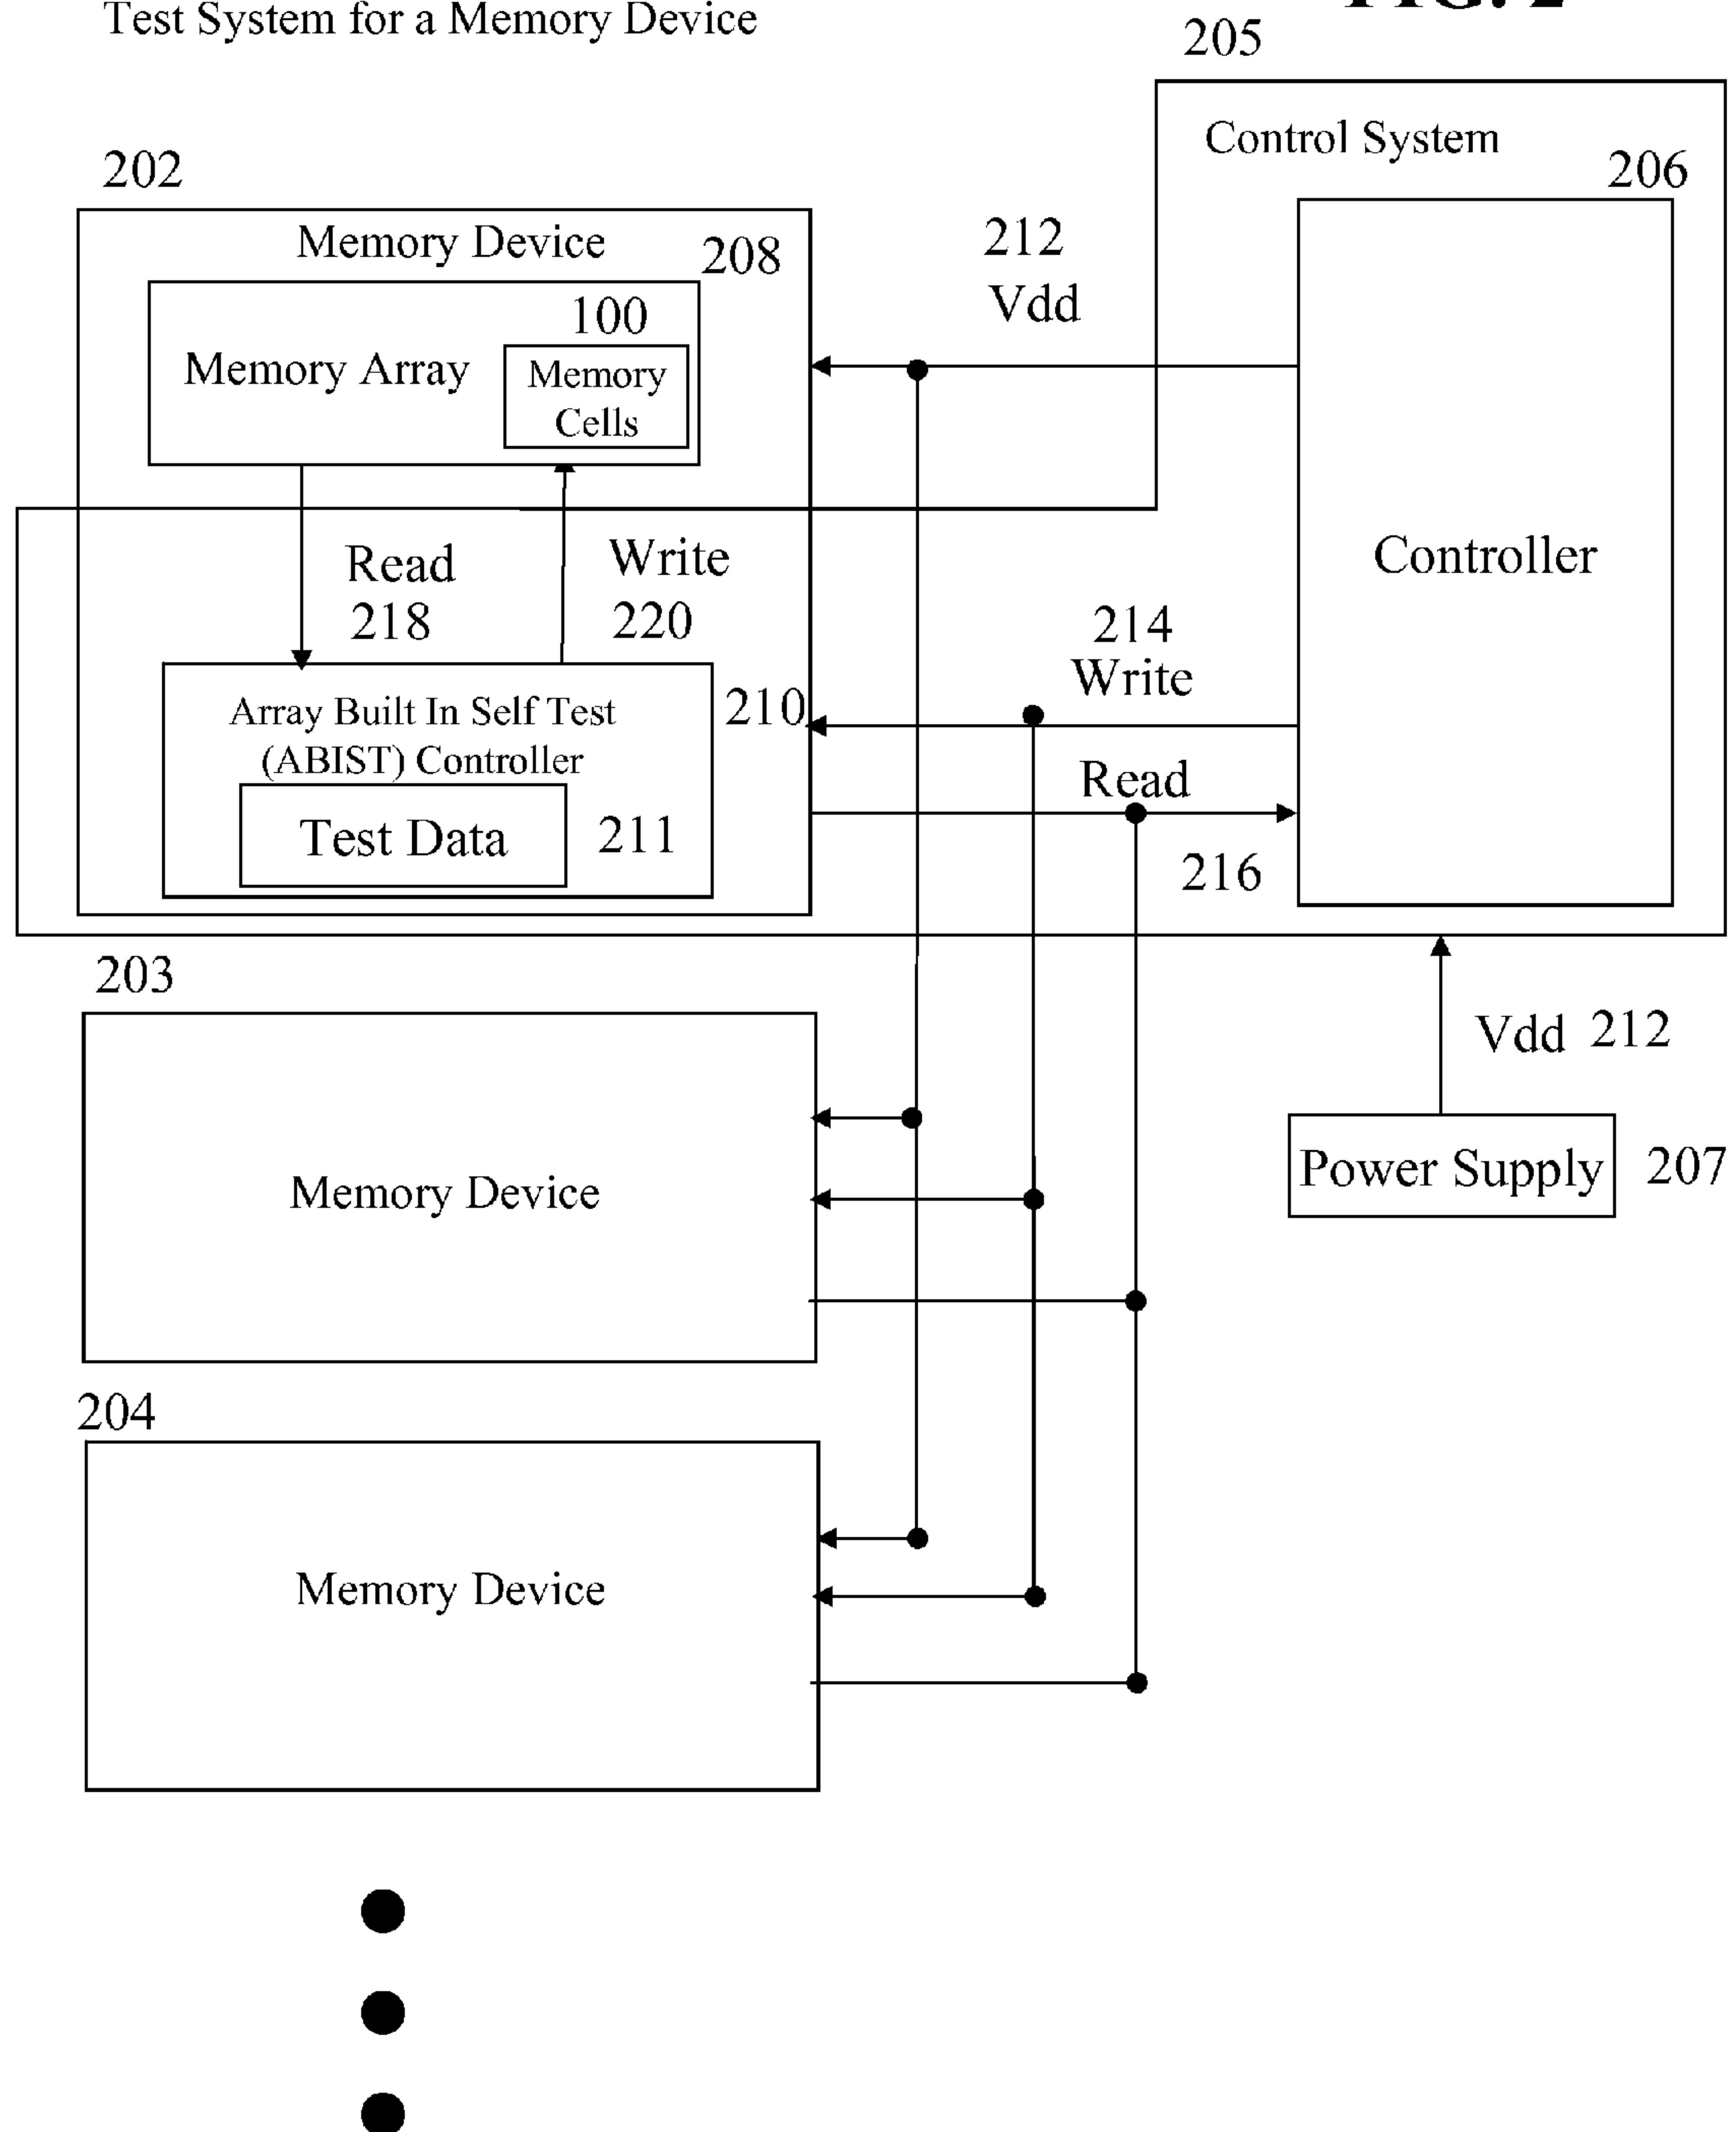 Test System for a Memory Device
FIG. 2
205
Control System
206
202
Memory Device
208
212
Vdd
100
Memory Array
Memory
Cells
Controller
Read
218
Write
220
214
Write
Array Built In Self Test
(ABIST) Controller
210
Read
Test Data
211
216
203
Vdd 212
Memory Device
Power Supply
207
204
Memory Device